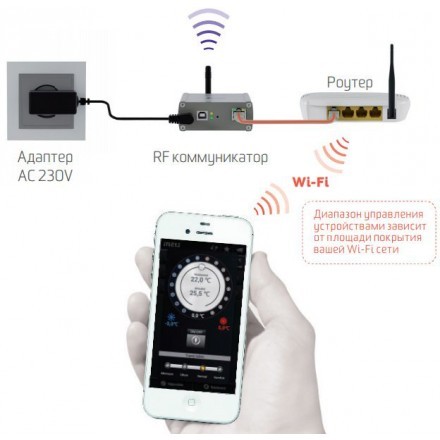 Роутер
Адаптер
AC 230V
RF коммуникатор
Wi-Fi
Диапазон управления
устройствами зависит
от площади покрытия
вашей Wi-Fi сети
22,0 °C
25,5 °C